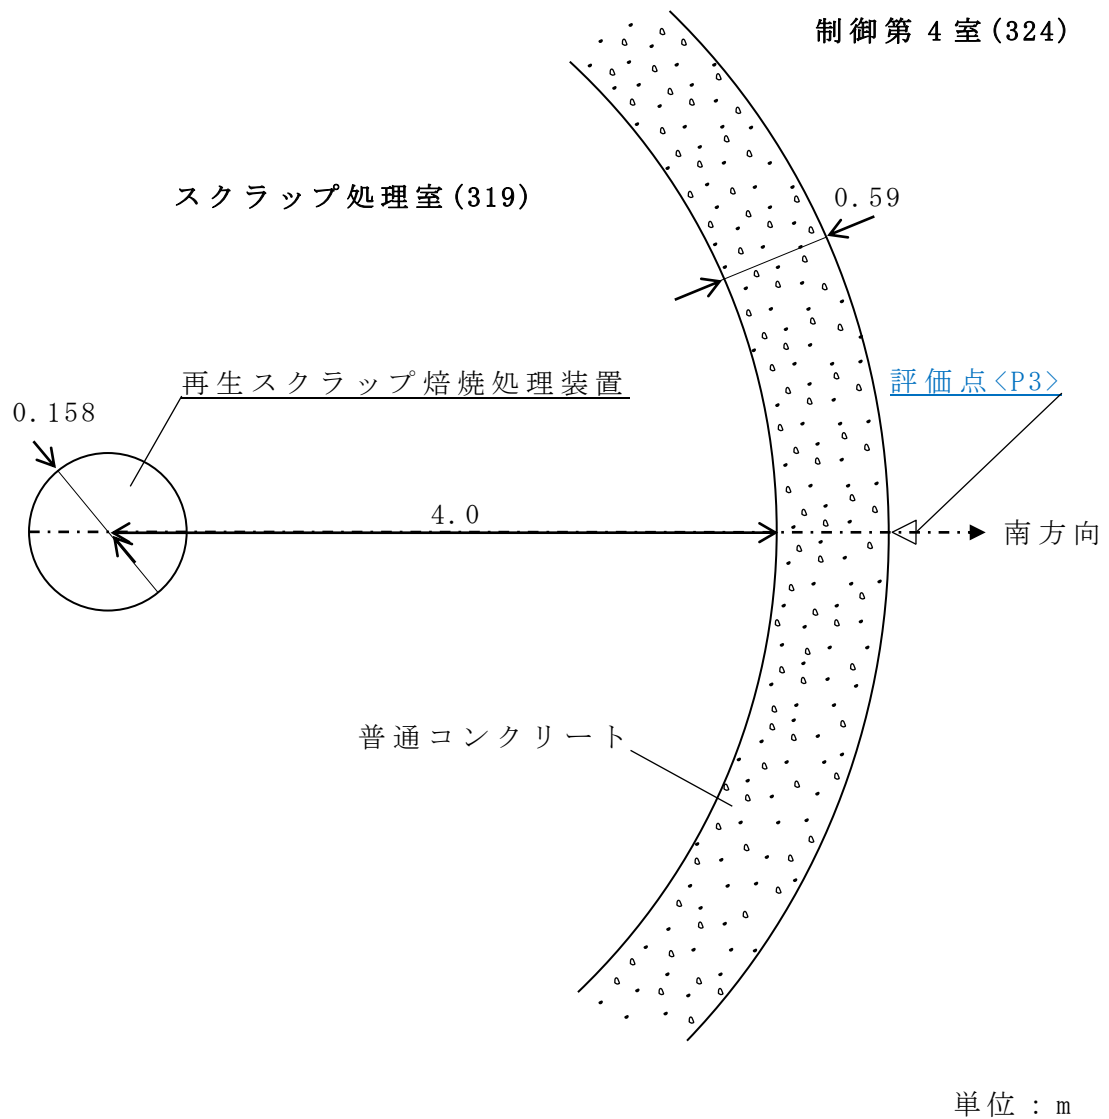 制御第4室(324)
スクラップ処理室(319)
0.59
再生スクラップ焙焼処理装置
評価点<P3>
0.158
4.0
南方向
普通コンクリート
単位：m